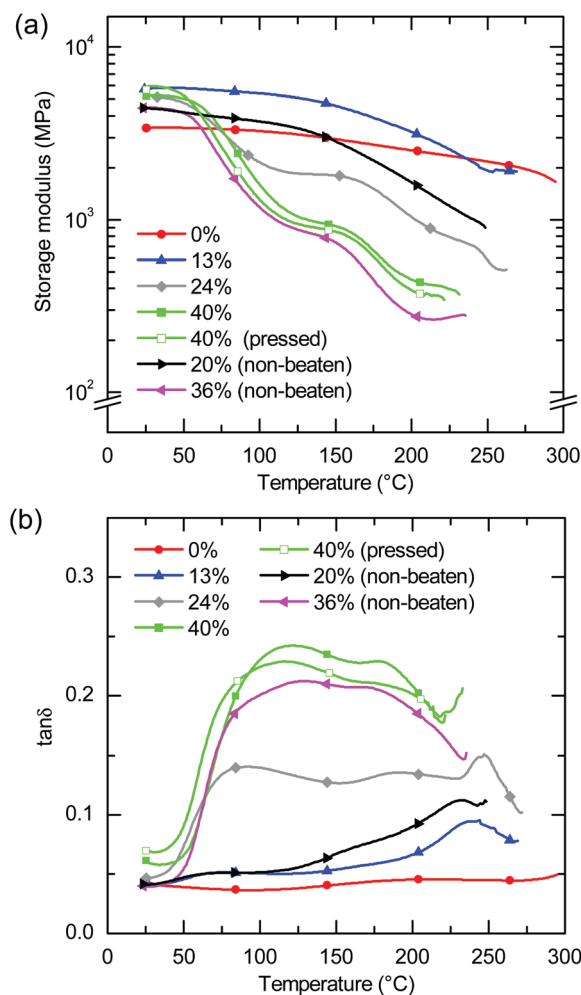 (a)
10⁴
10³
10²
Storage modulus (MPa)
0%
13%
24%
40%
40% (pressed)
20% (non-beaten)
36% (non-beaten)
0 50 100 150 200 250 300
Temperature (°C)
(b)
0.3
0.2
0.1
0.0
tanδ
0% 40% (pressed)
13% 20% (non-beaten)
24% 36% (non-beaten)
40%
0 50 100 150 200 250 300
Temperature (°C)